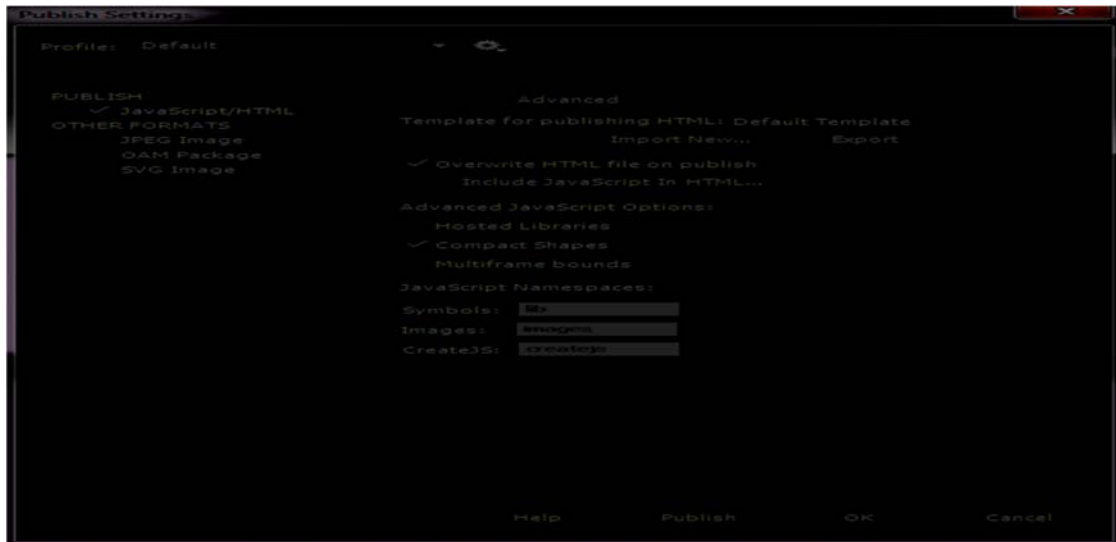 Publish Settings
Profile: Default
PUBLISH
JavaScript/HTML
OTHER FORMATS
JPEG Image
OAM Package
SVG Image
Advanced
Template for publishing HTML: Default Template
Import New... Export
Overwrite HTML file on publish
Include JavaScript In HTML...
Advanced JavaScript Options:
Hosted Libraries
Compact Shapes
Multiframe bounds
JavaScript Namespaces:
Symbols: lib
Images: images
CreateJS: createjs
Help Publish OK Cancel